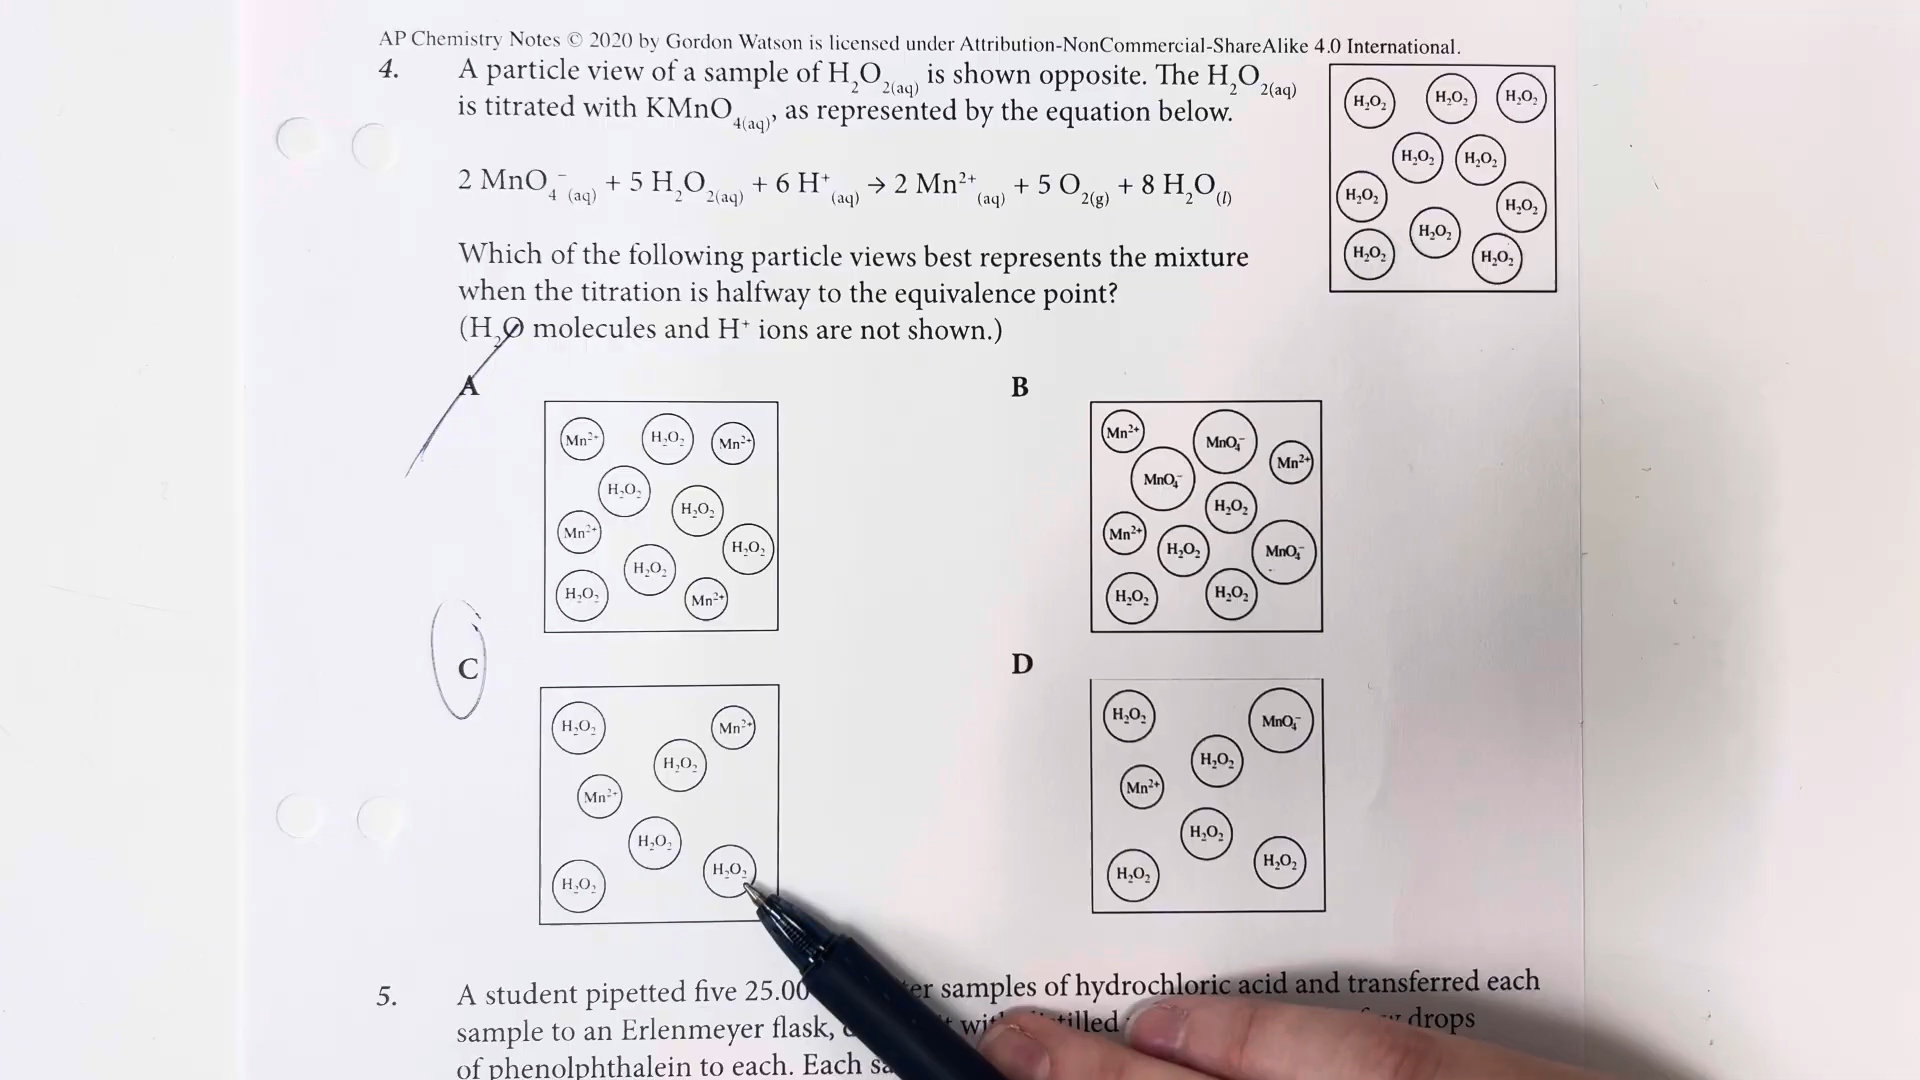 AP Chemistry Notes © 2020 by Gordon Watson is licensed under Attribution-NonCommercial-ShareAlike 4.0 International.
4. A particle view of a sample of H₂O₂(aq) is shown opposite. The H₂O₂(aq)
is titrated with KMnO₄(aq), as represented by the equation below.
H₂O₂ H₂O₂ H₂O₂
H₂O₂ H₂O₂
H₂O₂ H₂O₂
H₂O₂
H₂O₂ H₂O₂
2 MnO₄⁻(aq) + 5 H₂O₂(aq) + 6 H⁺(aq) → 2 Mn²⁺(aq) + 5 O₂(g) + 8 H₂O(l)
Which of the following particle views best represents the mixture
when the titration is halfway to the equivalence point?
(H₂O molecules and H⁺ ions are not shown.)
A
Mn²⁺ H₂O₂ Mn²⁺
H₂O₂
H₂O₂
Mn²⁺
H₂O₂
H₂O₂
H₂O₂ Mn²⁺
B
Mn²⁺ MnO₄⁻
Mn²⁺
MnO₄⁻
H₂O₂
Mn²⁺
H₂O₂ MnO₄⁻
H₂O₂ H₂O₂
C
H₂O₂ Mn²⁺
H₂O₂
Mn²⁺
H₂O₂
H₂O₂
H₂O₂
D
H₂O₂ MnO₄⁻
H₂O₂
Mn²⁺
H₂O₂
H₂O₂
H₂O₂
5. A student pipetted five 25.00 samples of hydrochloric acid and transferred each
sample to an Erlenmeyer flask, drops
of phenolphthalein to each. Each